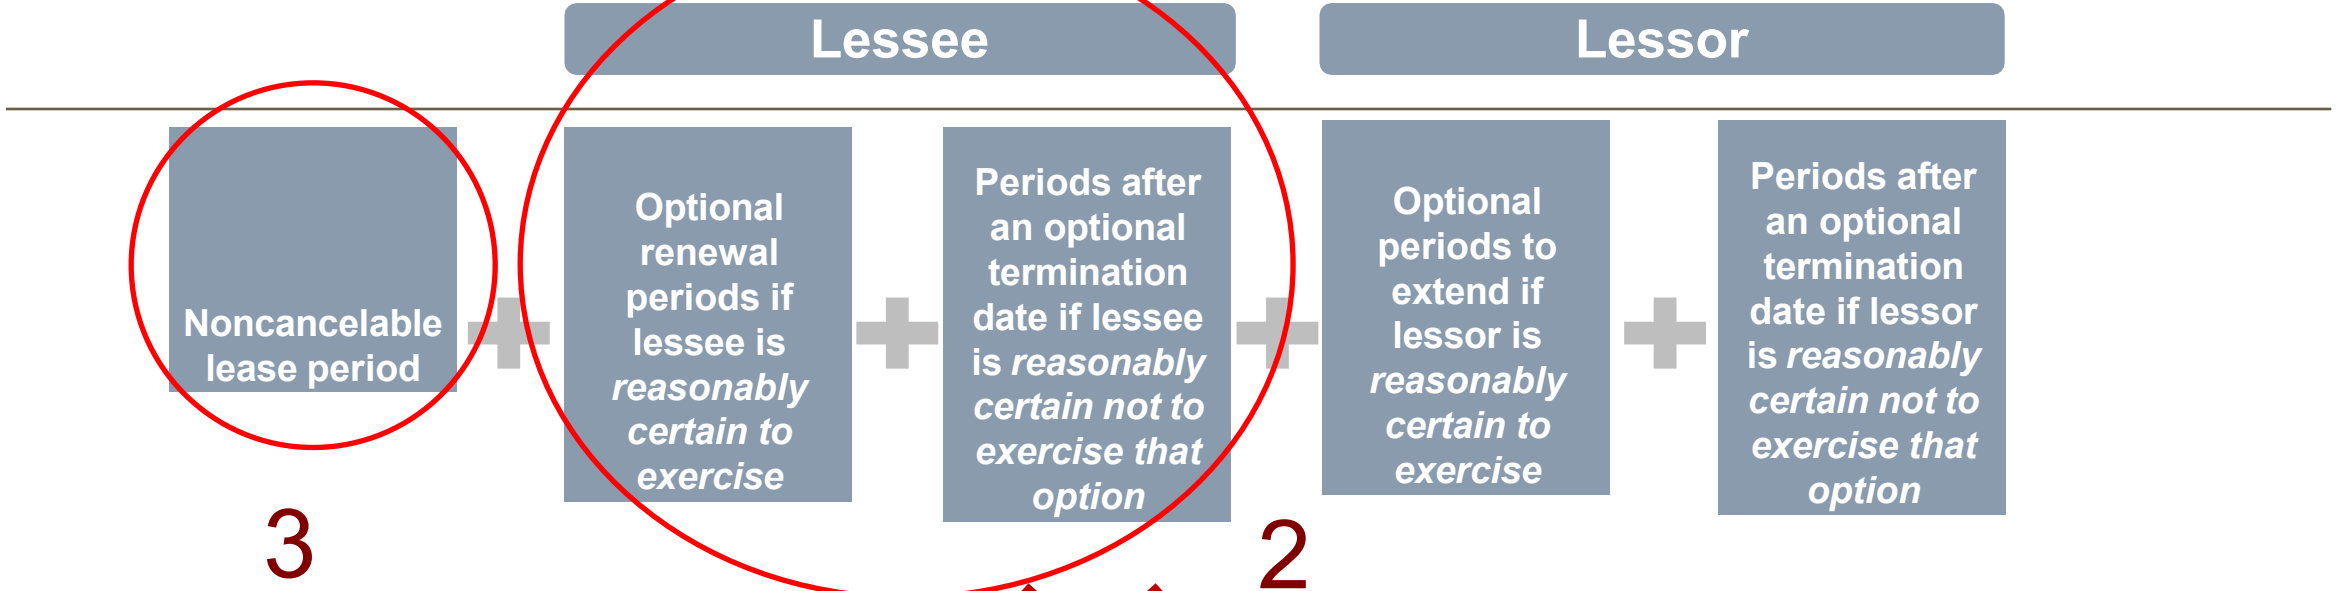 Lessee
Lessor
Noncancelable
lease period
Optional
renewal
periods if
lessee is
reasonably
certain to
exercise
Periods after
an optional
termination
date if lessee
is reasonably
certain not to
exercise that
option
Optional
periods to
extend if
lessor is
reasonably
certain to
exercise
Periods after
an optional
termination
date if lessor
is reasonably
certain not to
exercise that
option
3
2